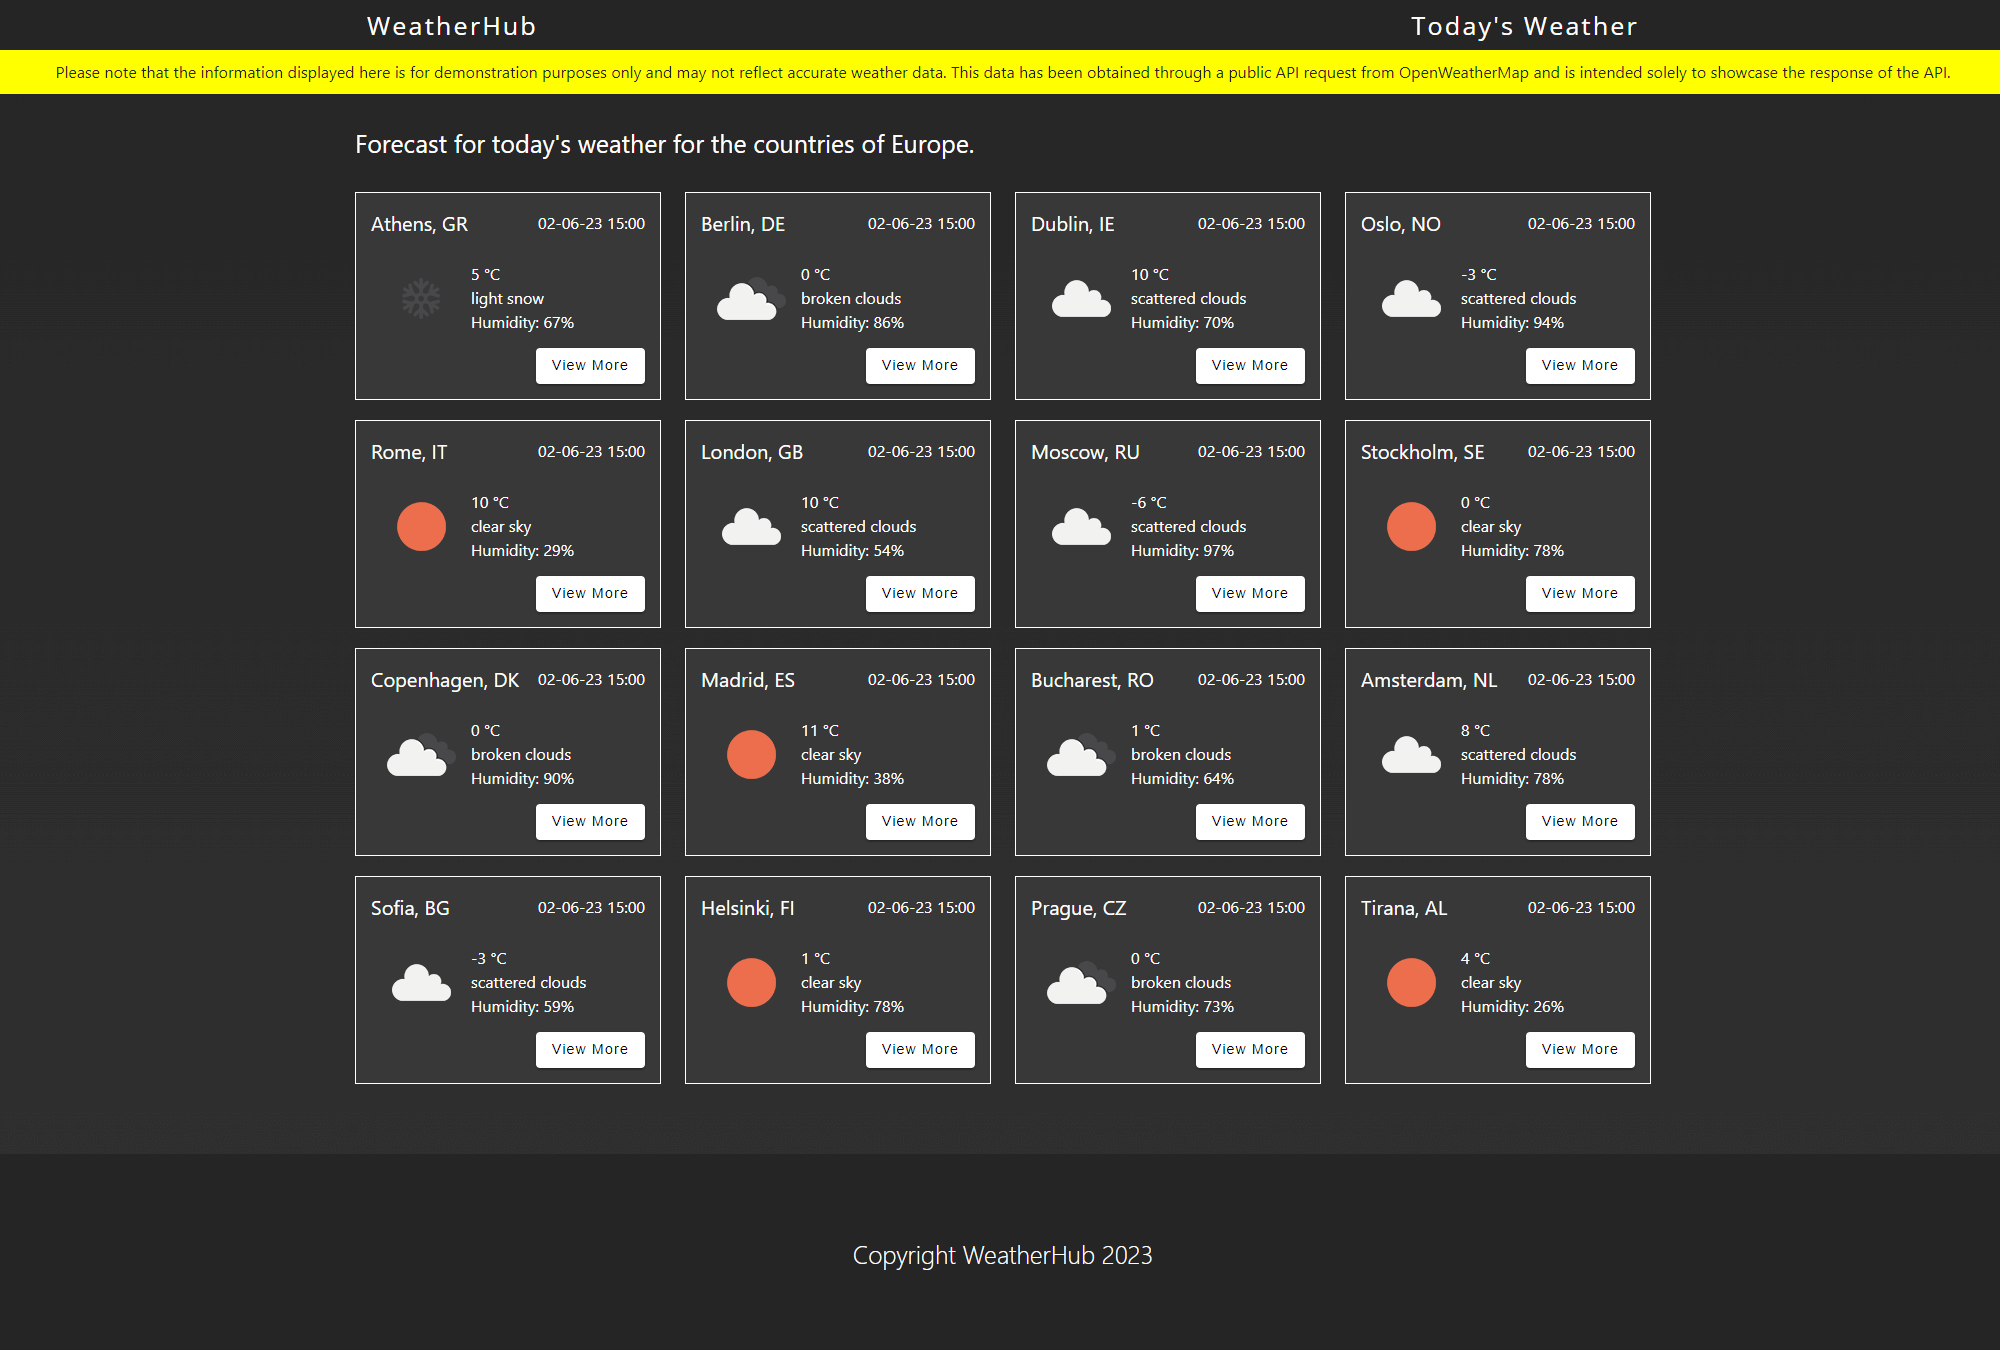 WeatherHub
Today's Weather
Please note that the information displayed here is for demonstration purposes only and may not reflect accurate weather data. This data has been obtained through a public API request from OpenWeatherMap and is intended solely to showcase the response of the API.
Forecast for today's weather for the countries of Europe.
Athens, GR
02-06-23 15:00
5 °C
light snow
Humidity: 67%
View More
Berlin, DE
02-06-23 15:00
0 °C
broken clouds
Humidity: 86%
View More
Dublin, IE
02-06-23 15:00
10 °C
scattered clouds
Humidity: 70%
View More
Oslo, NO
02-06-23 15:00
-3 °C
scattered clouds
Humidity: 94%
View More
Rome, IT
02-06-23 15:00
10 °C
clear sky
Humidity: 29%
View More
London, GB
02-06-23 15:00
10 °C
scattered clouds
Humidity: 54%
View More
Moscow, RU
02-06-23 15:00
-6 °C
scattered clouds
Humidity: 97%
View More
Stockholm, SE
02-06-23 15:00
0 °C
clear sky
Humidity: 78%
View More
Copenhagen, DK
02-06-23 15:00
0 °C
broken clouds
Humidity: 90%
View More
Madrid, ES
02-06-23 15:00
11 °C
clear sky
Humidity: 38%
View More
Bucharest, RO
02-06-23 15:00
1 °C
broken clouds
Humidity: 64%
View More
Amsterdam, NL
02-06-23 15:00
8 °C
scattered clouds
Humidity: 78%
View More
Sofia, BG
02-06-23 15:00
-3 °C
scattered clouds
Humidity: 59%
View More
Helsinki, FI
02-06-23 15:00
1 °C
clear sky
Humidity: 78%
View More
Prague, CZ
02-06-23 15:00
0 °C
broken clouds
Humidity: 73%
View More
Tirana, AL
02-06-23 15:00
4 °C
clear sky
Humidity: 26%
View More
Copyright WeatherHub 2023